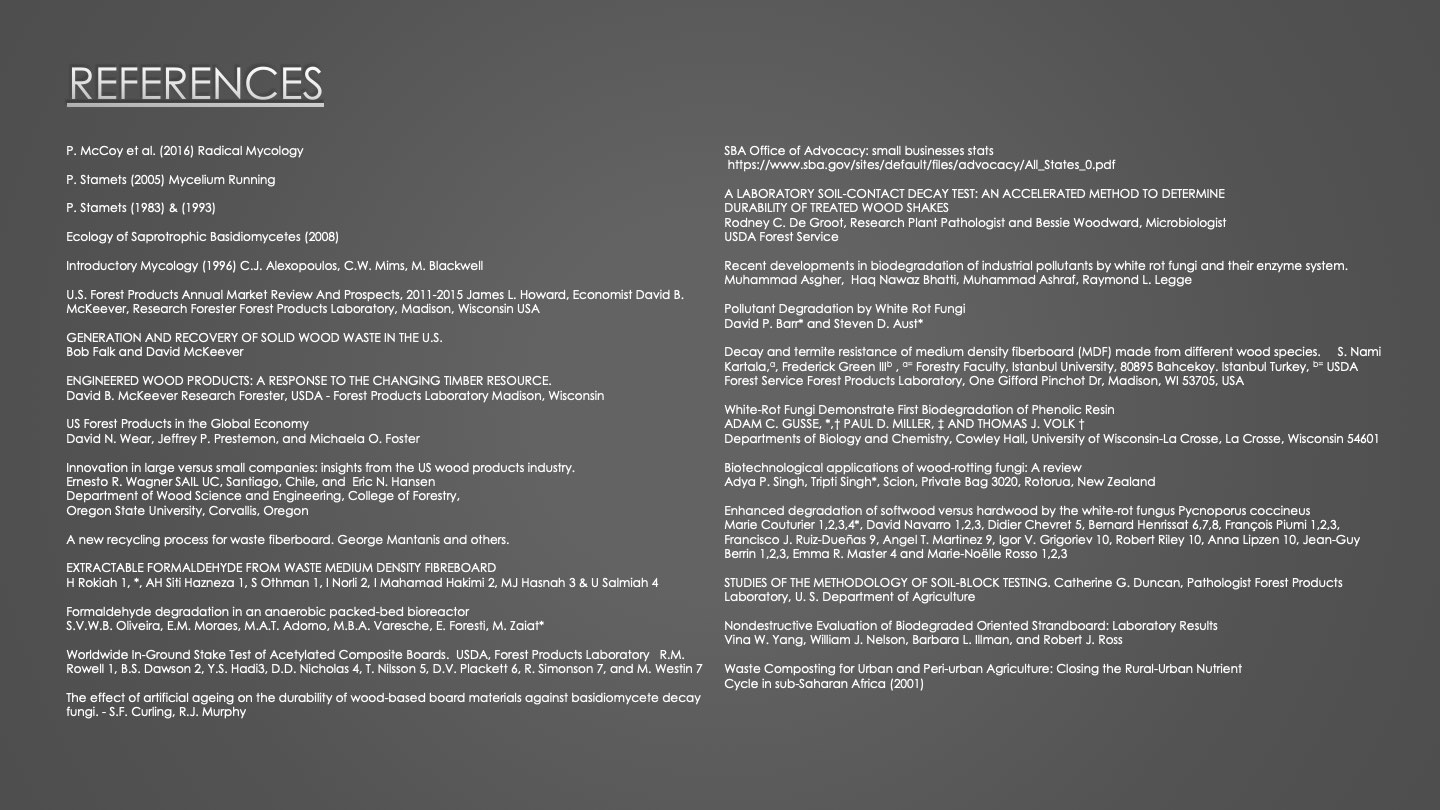 REFERENCES
P. McCoy et al. (2016) Radical Mycology
P. Stamets (2005) Mycelium Running
P. Stamets (1983) & (1993)
Ecology of Saprotrophic Basidiomycetes (2008)
Introductory Mycology (1996) C.J. Alexopoulos, C.W. Mims, M. Blackwell
U.S. Forest Products Annual Market Review And Prospects, 2011-2015 James L. Howard, Economist David B.
McKeever, Research Forester Forest Products Laboratory, Madison, Wisconsin USA
GENERATION AND RECOVERY OF SOLID WOOD WASTE IN THE U.S.
Bob Falk and David McKeever
ENGINEERED WOOD PRODUCTS: A RESPONSE TO THE CHANGING TIMBER RESOURCE.
David B. McKeever Research Forester, USDA - Forest Products Laboratory Madison, Wisconsin
US Forest Products in the Global Economy
David N. Wear, Jeffrey P. Prestemon, and Michaela O. Foster
Innovation in large versus small companies: insights from the US wood products industry.
Ernesto R. Wagner SAIL UC, Santiago, Chile, and Eric N. Hansen
Department of Wood Science and Engineering, College of Forestry,
Oregon State University, Corvallis, Oregon
A new recycling process for waste fiberboard. George Mantanis and others.
EXTRACTABLE FORMALDEHYDE FROM WASTE MEDIUM DENSITY FIBREBOARD
H Rokiah 1, *, AH Siti Hazneza 1, S Othman 1, I Norli 2, I Mahamad Hakimi 2, MJ Hasnah 3 & U Salmiah 4
Formaldehyde degradation in an anaerobic packed-bed bioreactor
S.V.W.B. Oliveira, E.M. Moraes, M.A.T. Adorno, M.B.A. Varesche, E. Foresti, M. Zaiat*
Worldwide In-Ground Stake Test of Acetylated Composite Boards. USDA, Forest Products Laboratory R.M.
Rowell 1, B.S. Dawson 2, Y.S. Hadi3, D.D. Nicholas 4, T. Nilsson 5, D.V. Plackett 6, R. Simonson 7, and M. Westin 7
The effect of artificial ageing on the durability of wood-based board materials against basidiomycete decay
fungi. - S.F. Curling, R.J. Murphy
SBA Office of Advocacy: small businesses stats
https://www.sba.gov/sites/default/files/advocacy/All_States_0.pdf
A LABORATORY SOIL-CONTACT DECAY TEST: AN ACCELERATED METHOD TO DETERMINE
DURABILITY OF TREATED WOOD SHAKES
Rodney C. De Groot, Research Plant Pathologist and Bessie Woodward, Microbiologist
USDA Forest Service
Recent developments in biodegradation of industrial pollutants by white rot fungi and their enzyme system.
Muhammad Asgher, Haq Nawaz Bhatti, Muhammad Ashraf, Raymond L. Legge
Pollutant Degradation by White Rot Fungi
David P. Barr* and Steven D. Aust*
Decay and termite resistance of medium density fiberboard (MDF) made from different wood species. S. Nami
Kartala,ᵃ, Frederick Green IIIᵇ , ᵃ⁼ Forestry Faculty, Istanbul University, 80895 Bahcekoy. Istanbul Turkey, ᵇ⁼ USDA
Forest Service Forest Products Laboratory, One Gifford Pinchot Dr, Madison, WI 53705, USA
White-Rot Fungi Demonstrate First Biodegradation of Phenolic Resin
ADAM C. GUSSE, *,† PAUL D. MILLER, ‡ AND THOMAS J. VOLK †
Departments of Biology and Chemistry, Cowley Hall, University of Wisconsin-La Crosse, La Crosse, Wisconsin 54601
Biotechnological applications of wood-rotting fungi: A review
Adya P. Singh, Tripti Singh*, Scion, Private Bag 3020, Rotorua, New Zealand
Enhanced degradation of softwood versus hardwood by the white-rot fungus Pycnoporus coccineus
Marie Couturier 1,2,3,4*, David Navarro 1,2,3, Didier Chevret 5, Bernard Henrissat 6,7,8, François Piumi 1,2,3,
Francisco J. Ruiz-Dueñas 9, Angel T. Martinez 9, Igor V. Grigoriev 10, Robert Riley 10, Anna Lipzen 10, Jean-Guy
Berrin 1,2,3, Emma R. Master 4 and Marie-Noëlle Rosso 1,2,3
STUDIES OF THE METHODOLOGY OF SOIL-BLOCK TESTING. Catherine G. Duncan, Pathologist Forest Products
Laboratory, U. S. Department of Agriculture
Nondestructive Evaluation of Biodegraded Oriented Strandboard: Laboratory Results
Vina W. Yang, William J. Nelson, Barbara L. Illman, and Robert J. Ross
Waste Composting for Urban and Peri-urban Agriculture: Closing the Rural-Urban Nutrient
Cycle in sub-Saharan Africa (2001)